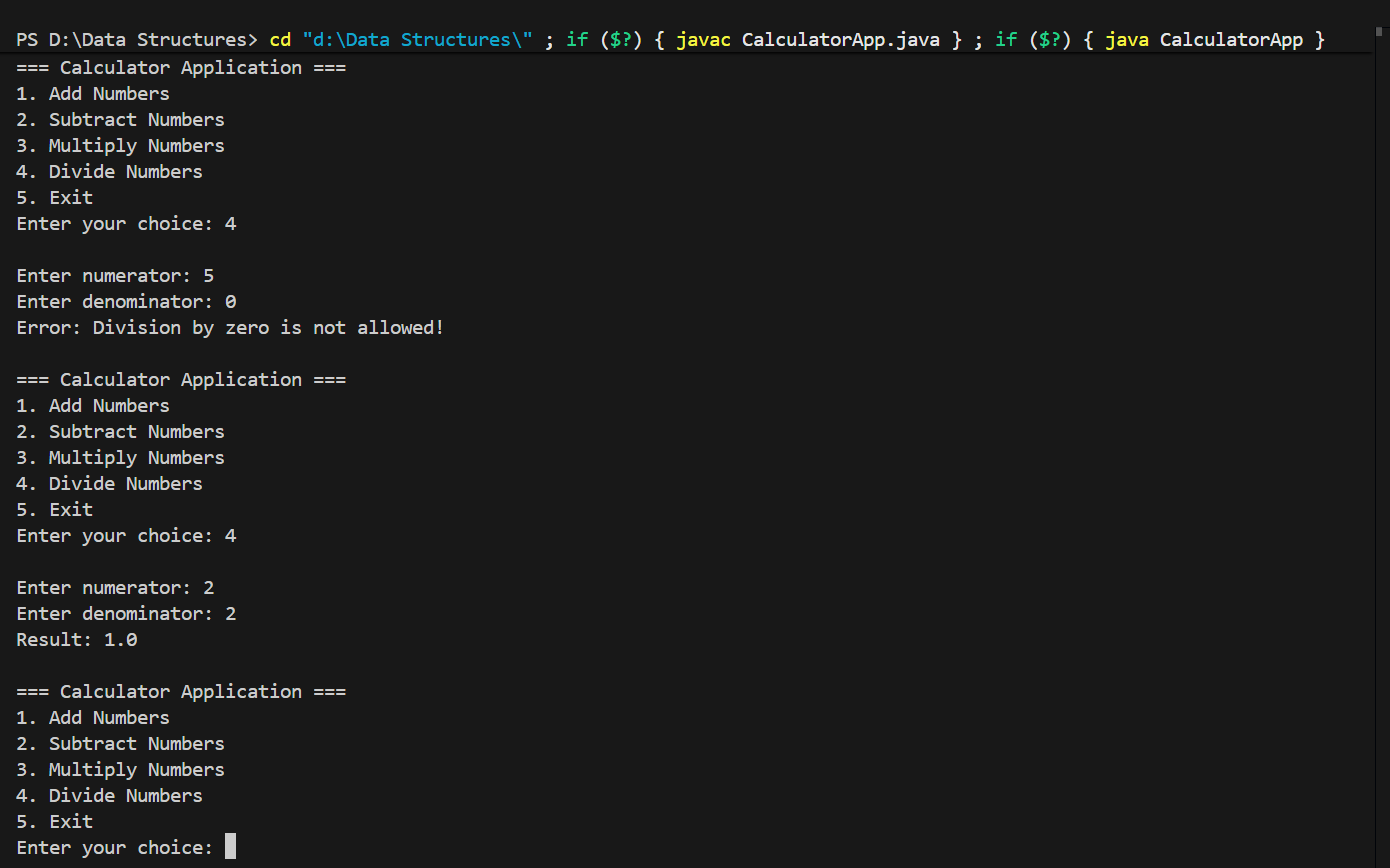 PS D:\Data Structures> cd "d:\Data Structures\" ; if ($?) { javac CalculatorApp.java } ; if ($?) { java CalculatorApp }
=== Calculator Application ===
1. Add Numbers
2. Subtract Numbers
3. Multiply Numbers
4. Divide Numbers
5. Exit
Enter your choice: 4
Enter numerator: 5
Enter denominator: 0
Error: Division by zero is not allowed!
=== Calculator Application ===
1. Add Numbers
2. Subtract Numbers
3. Multiply Numbers
4. Divide Numbers
5. Exit
Enter your choice: 4
Enter numerator: 2
Enter denominator: 2
Result: 1.0
=== Calculator Application ===
1. Add Numbers
2. Subtract Numbers
3. Multiply Numbers
4. Divide Numbers
5. Exit
Enter your choice: